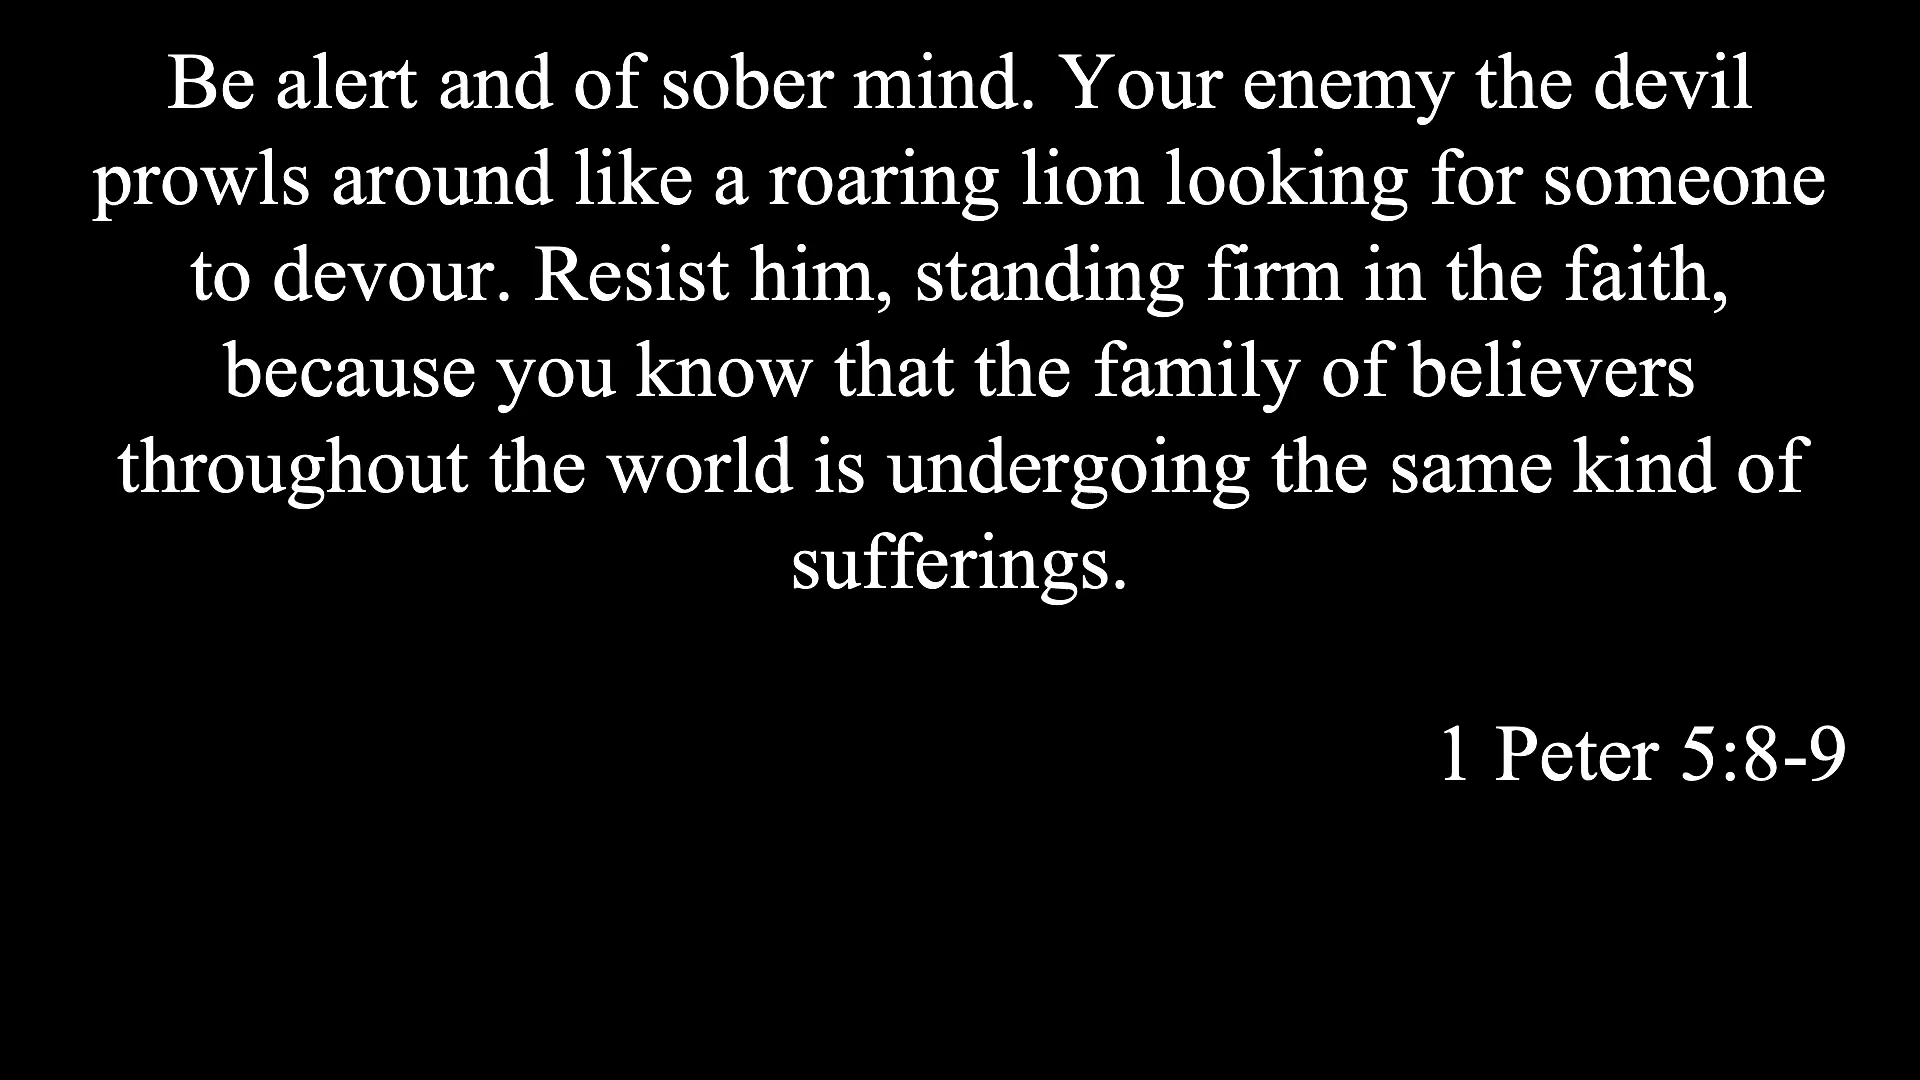 Be alert and of sober mind. Your enemy the devil
prowls around like a roaring lion looking for someone
to devour. Resist him, standing firm in the faith,
because you know that the family of believers
throughout the world is undergoing the same kind of
sufferings.
1 Peter 5:8-9